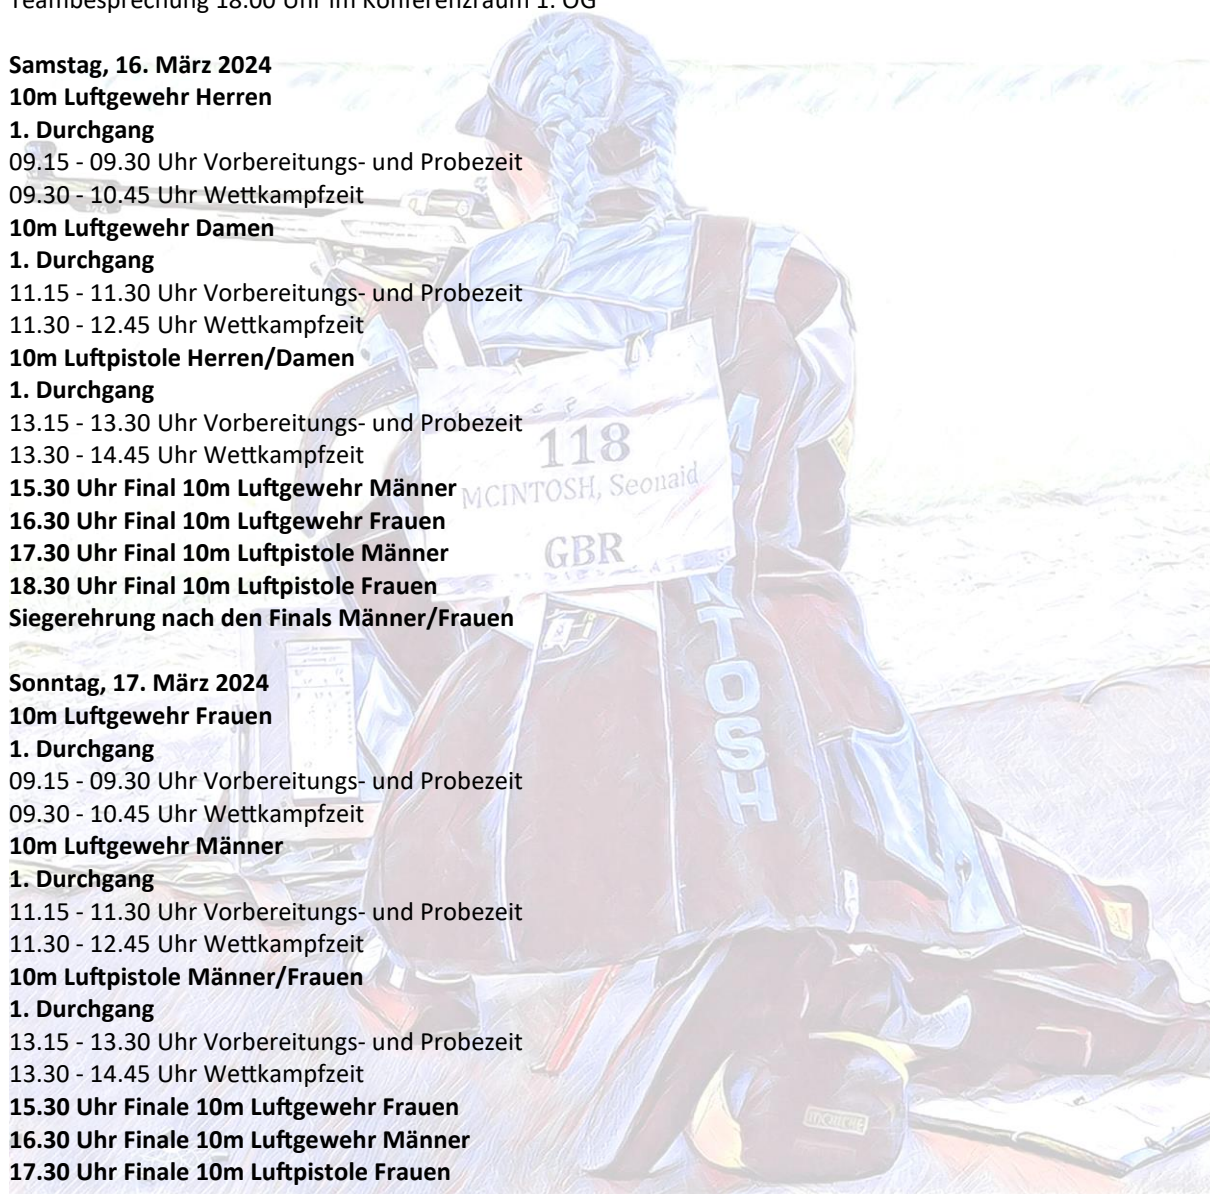 Teambesprechung 18.00 Uhr im Konferenzraum 1. OG
Samstag, 16. März 2024
10m Luftgewehr Herren
1. Durchgang
09.15 - 09.30 Uhr Vorbereitungs- und Probezeit
09.30 - 10.45 Uhr Wettkampfzeit
10m Luftgewehr Damen
1. Durchgang
11.15 - 11.30 Uhr Vorbereitungs- und Probezeit
11.30 - 12.45 Uhr Wettkampfzeit
10m Luftpistole Herren/Damen
1. Durchgang
13.15 - 13.30 Uhr Vorbereitungs- und Probezeit
13.30 - 14.45 Uhr Wettkampfzeit
15.30 Uhr Final 10m Luftgewehr Männer
16.30 Uhr Final 10m Luftgewehr Frauen
17.30 Uhr Final 10m Luftpistole Männer
18.30 Uhr Final 10m Luftpistole Frauen
Siegerehrung nach den Finals Männer/Frauen
Sonntag, 17. März 2024
10m Luftgewehr Frauen
1. Durchgang
09.15 - 09.30 Uhr Vorbereitungs- und Probezeit
09.30 - 10.45 Uhr Wettkampfzeit
10m Luftgewehr Männer
1. Durchgang
11.15 - 11.30 Uhr Vorbereitungs- und Probezeit
11.30 - 12.45 Uhr Wettkampfzeit
10m Luftpistole Männer/Frauen
1. Durchgang
13.15 - 13.30 Uhr Vorbereitungs- und Probezeit
13.30 - 14.45 Uhr Wettkampfzeit
15.30 Uhr Finale 10m Luftgewehr Frauen
16.30 Uhr Finale 10m Luftgewehr Männer
17.30 Uhr Finale 10m Luftpistole Frauen
118
MCINTOSH, Seonaid
GBR
NTOSH